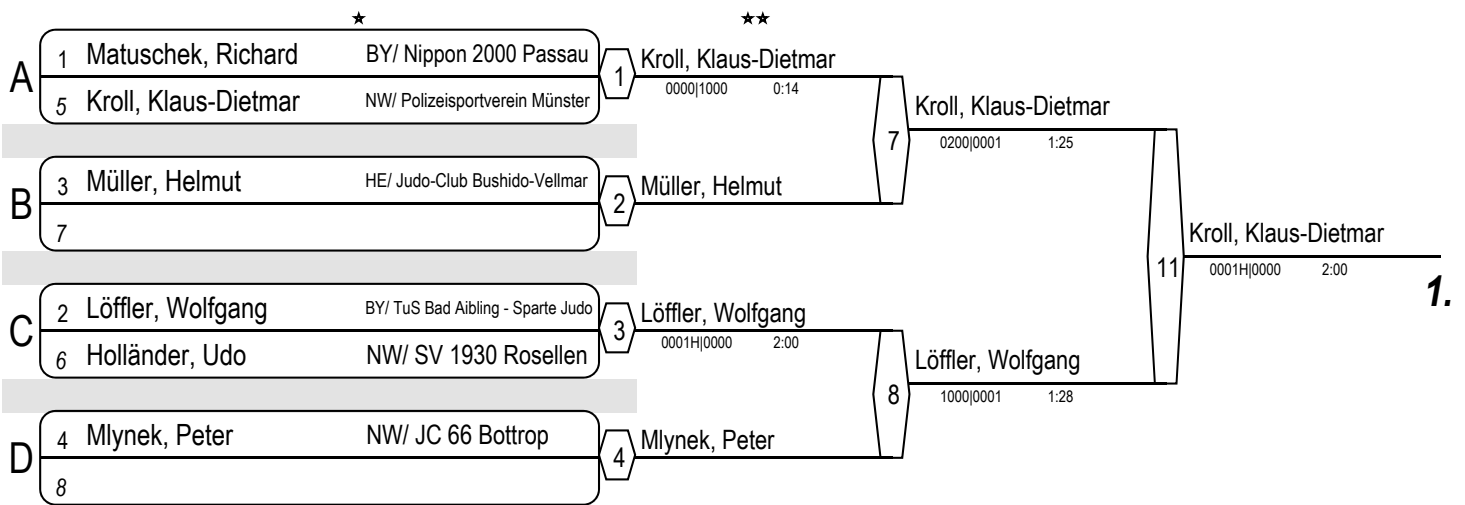 ★ ★★
A
1 Matuschek, Richard BY/ Nippon 2000 Passau
5 Kroll, Klaus-Dietmar NW/ Polizeisportverein Münster
1 Kroll, Klaus-Dietmar
0000|1000 0:14
B
3 Müller, Helmut HE/ Judo-Club Bushido-Vellmar
7
2 Müller, Helmut
7 Kroll, Klaus-Dietmar
0200|0001 1:25
C
2 Löffler, Wolfgang BY/ TuS Bad Aibling - Sparte Judo
6 Holländer, Udo NW/ SV 1930 Rosellen
3 Löffler, Wolfgang
0001H|0000 2:00
D
4 Mlynek, Peter NW/ JC 66 Bottrop
8
4 Mlynek, Peter
8 Löffler, Wolfgang
1000|0001 1:28
11 Kroll, Klaus-Dietmar
0001H|0000 2:00
1.